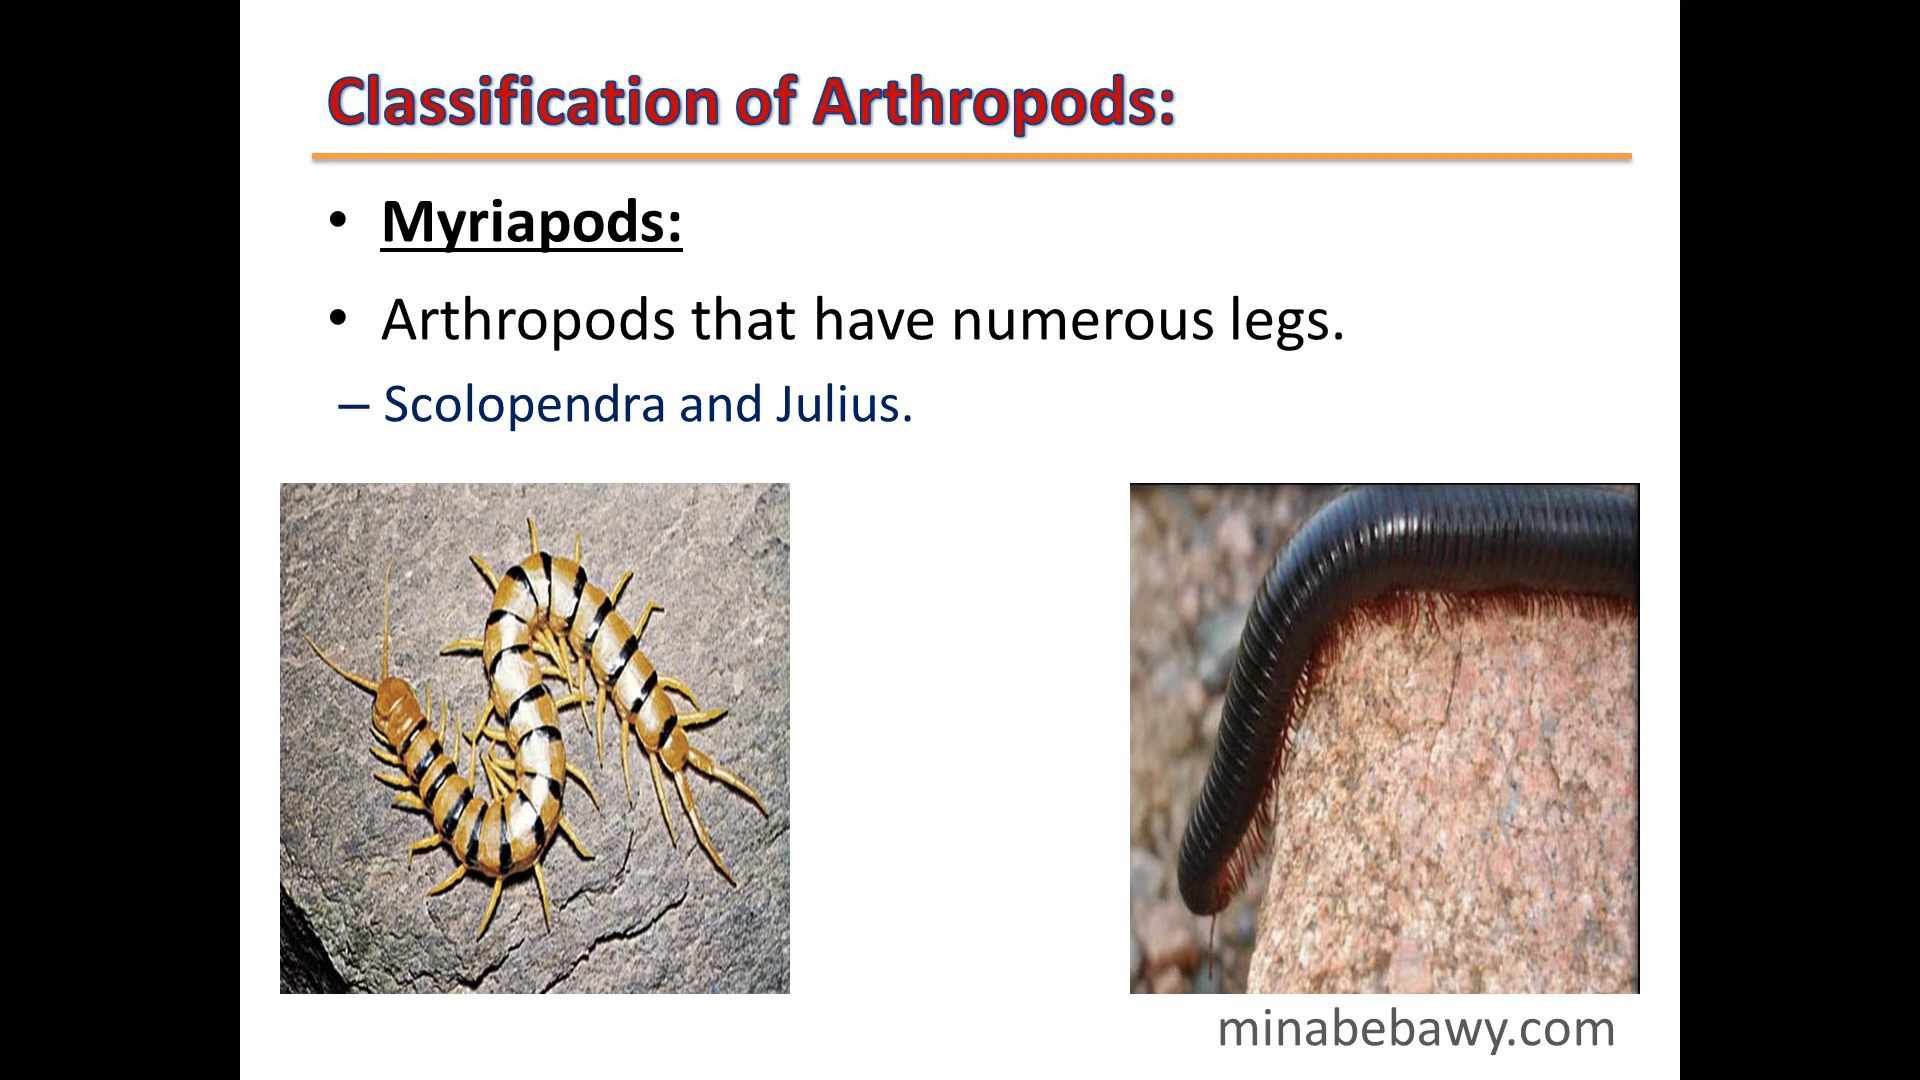 Classification of Arthropods:
• Myriapods:
• Arthropods that have numerous legs.
– Scolopendra and Julius.
minabebawy.com